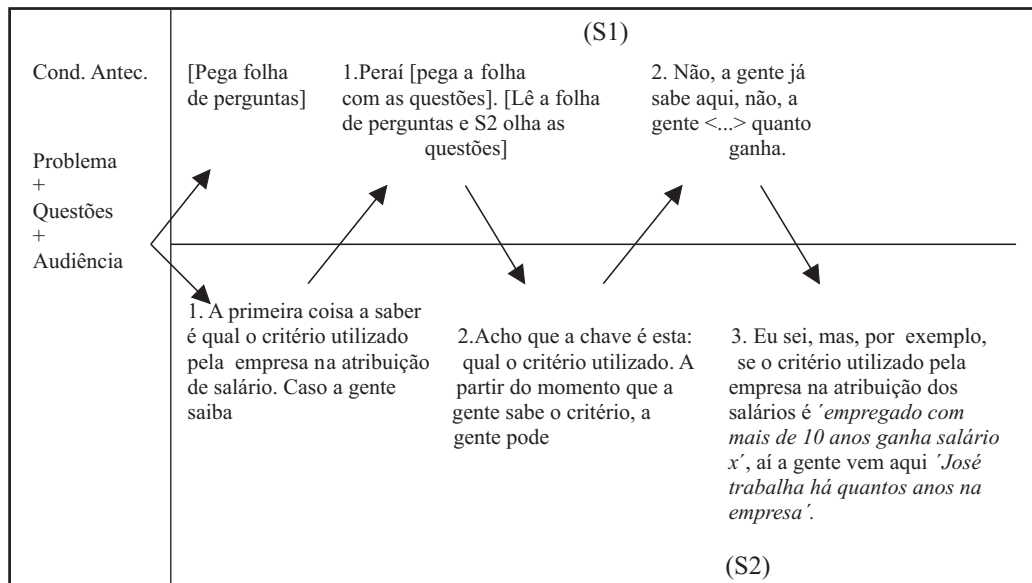 (S1)
Cond. Antec.
Problema
+
Questões
+
Audiência
[Pega folha
de perguntas]
1.Peraí [pega a folha
com as questões]. [Lê a folha
de perguntas e S2 olha as
questões]
2. Não, a gente já
sabe aqui, não, a
gente <...> quanto
ganha.
1. A primeira coisa a saber
é qual o critério utilizado
pela empresa na atribuição
de salário. Caso a gente
saiba
2.Acho que a chave é esta:
qual o critério utilizado. A
partir do momento que a
gente sabe o critério, a
gente pode
3. Eu sei, mas, por exemplo,
se o critério utilizado pela
empresa na atribuição dos
salários é ´empregado com
mais de 10 anos ganha salário
x´, aí a gente vem aqui ´José
trabalha há quantos anos na
empresa´.
(S2)